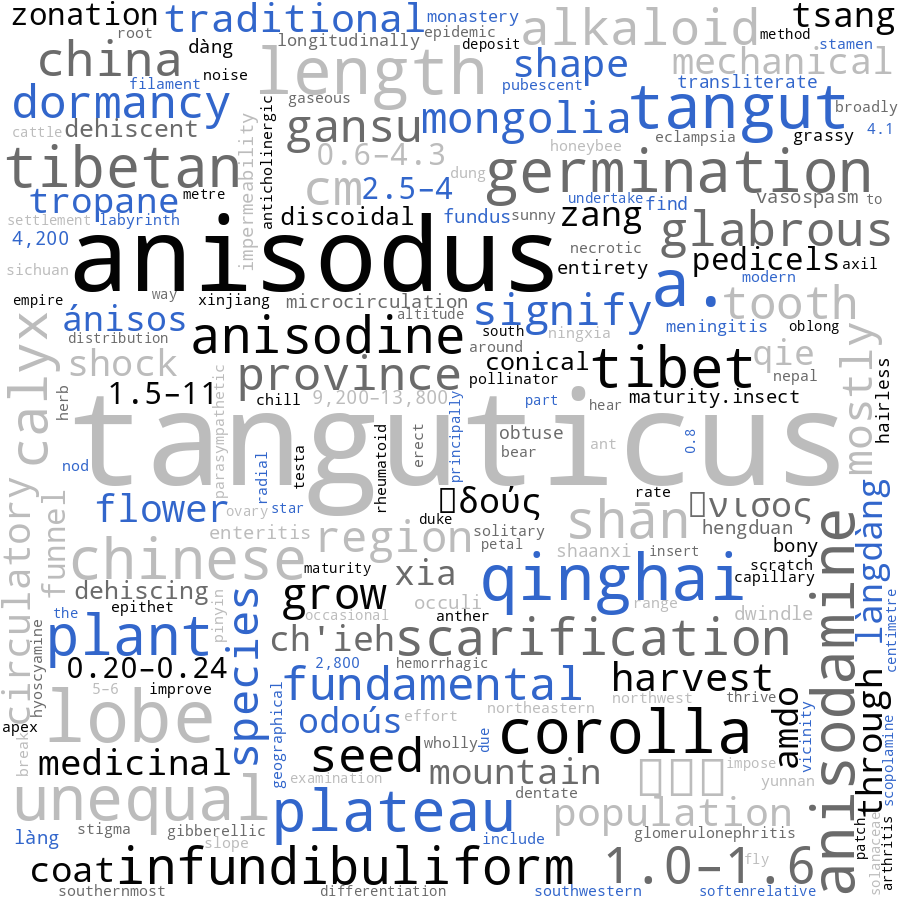 zonation
traditional
monastery
alkaloid
tsang
root
epidemic
method
china
dàng
longitudinally
deposit
stamen
length
shape
mechanical
noise
filament
pubescent
transliterate
dormancy
gaseous
tangut
broadly
cattle
dehiscent
gansu
mongolia
eclampsia
grassy
4.1
impermeability
anticholinergic
0.6–4.3
honeybee
tibetan
cm
dung
germination
tropane
metre
2.5–4
undertake
find
vasospasm
to
settlement
labyrinth
discoidal
fundus
sunny
zang
glabrous
4,200
anisodus
necrotic
pedicels
axil
sichuan
entirety
a.
modern
empire
way
xinjiang
microcirculation
signify
tooth
ánisos
altitude
meningitis
oblong
distribution
anisodine
south
ningxia
around
calyx
shock
province
conical
tibet
qie
mostly
hairless
pollinator
nepal
herb
1.5–11
parasympathetic
chill
9,200–13,800
principally
part
hear
maturity.insect
tanguticus
nod
radial
testa
rheumatoid
erect
obtuse
bear
ant
0.8
flower
ovary
star
δούς
rate
νισος
duke
shān
hengduan
circulatory
funnel
enteritis
region
solitary
petal
làngdàng
chinese
maturity
shaanxi
insert
bony
scratch
capillary
dehiscing
xia
qinghai
epithet
pinyin
grow
occuli
range
dwindle
the
occasional
anther
plant
species
ch'ieh
scarification
anisodamine
centimetre
hyoscyamine
0.20–0.24
2,800
hemorrhagic
5–6
improve
fundamental
harvest
northwest
thrive
lobe
geographical
northeastern
amdo
through
apex
odoús
effort
corolla
vicinity
break
medicinal
seed
wholly
due
scopolamine
examination
mountain
impose
yunnan
unequal
dentate
plateau
population
làng
stigma
gibberellic
slope
include
glomerulonephritis
patch
solanaceae
arthritis
coat
infundibuliform
1.0–1.6
fly
southernmost
differentiation
southwestern
softenrelative